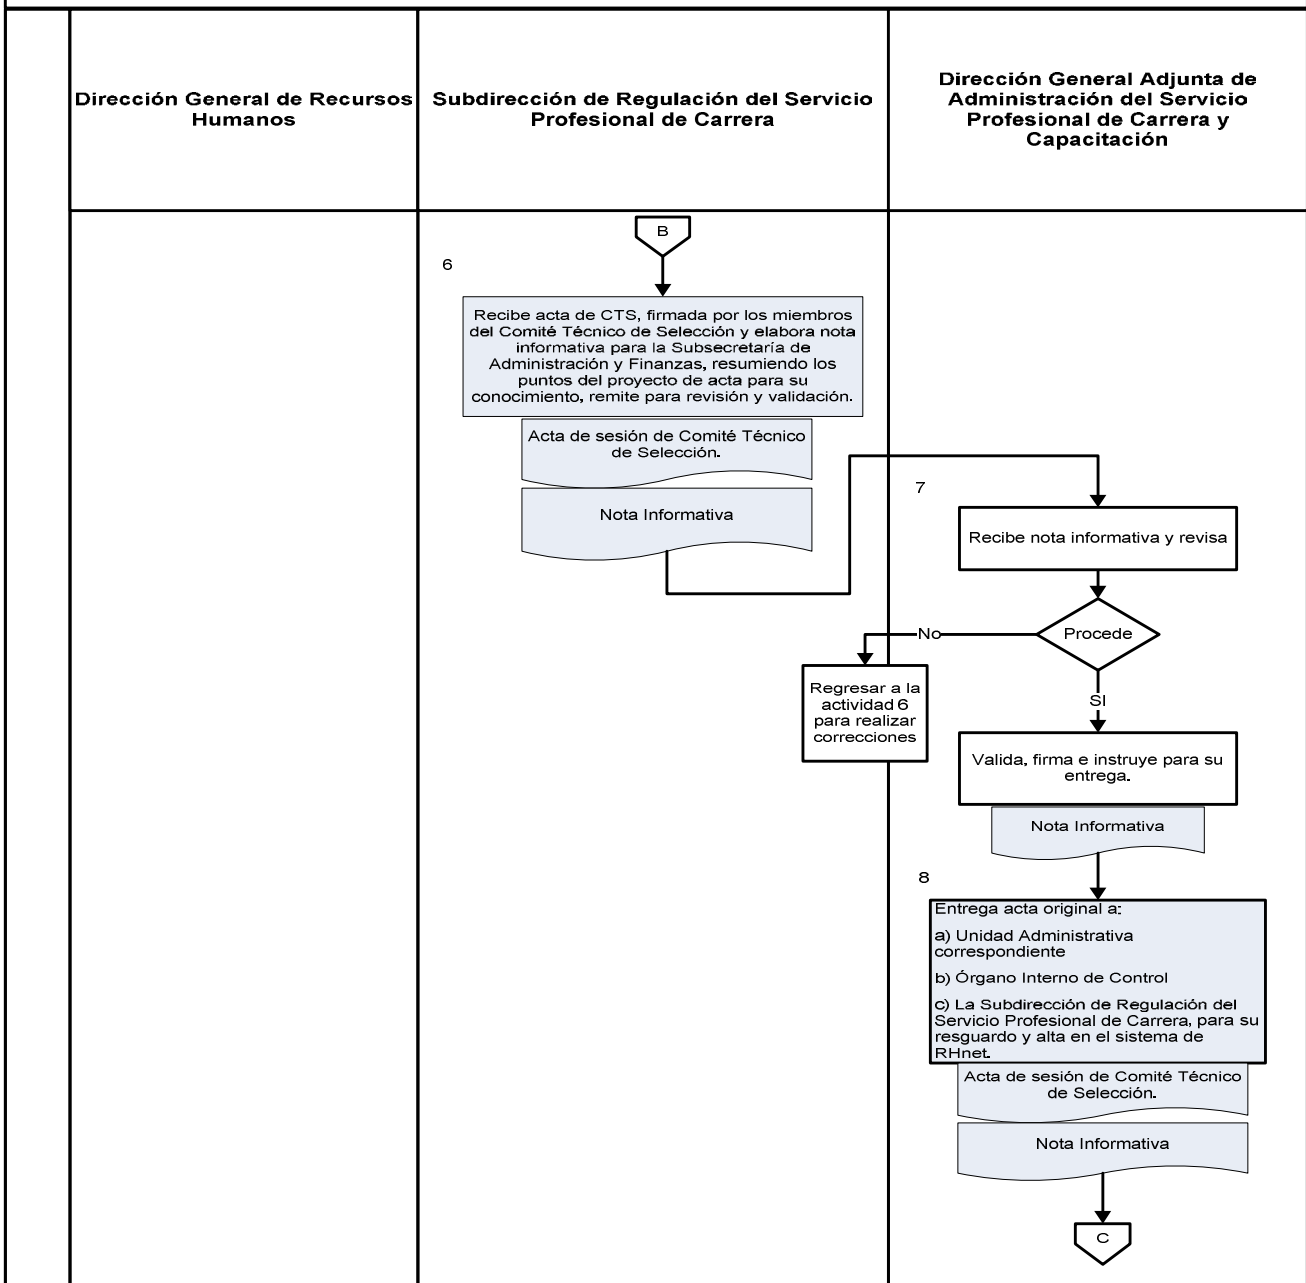 Dirección General de Recursos
Humanos
Subdirección de Regulación del Servicio
Profesional de Carrera
Dirección General Adjunta de
Administración del Servicio
Profesional de Carrera y
Capacitación
B
6
Recibe acta de CTS, firmada por los miembros
del Comité Técnico de Selección y elabora nota
informativa para la Subsecretaría de
Administración y Finanzas, resumiendo los
puntos del proyecto de acta para su
conocimiento, remite para revisión y validación.
Acta de sesión de Comité Técnico
de Selección.
Nota Informativa
7
Recibe nota informativa y revisa
Procede
No
Regresar a la
actividad 6
para realizar
correcciones
SI
Valida, firma e instruye para su
entrega.
Nota Informativa
8
Entrega acta original a:
a) Unidad Administrativa
correspondiente
b) Órgano Interno de Control
c) La Subdirección de Regulación del
Servicio Profesional de Carrera, para su
resguardo y alta en el sistema de
RHnet.
Acta de sesión de Comité Técnico
de Selección.
Nota Informativa
C